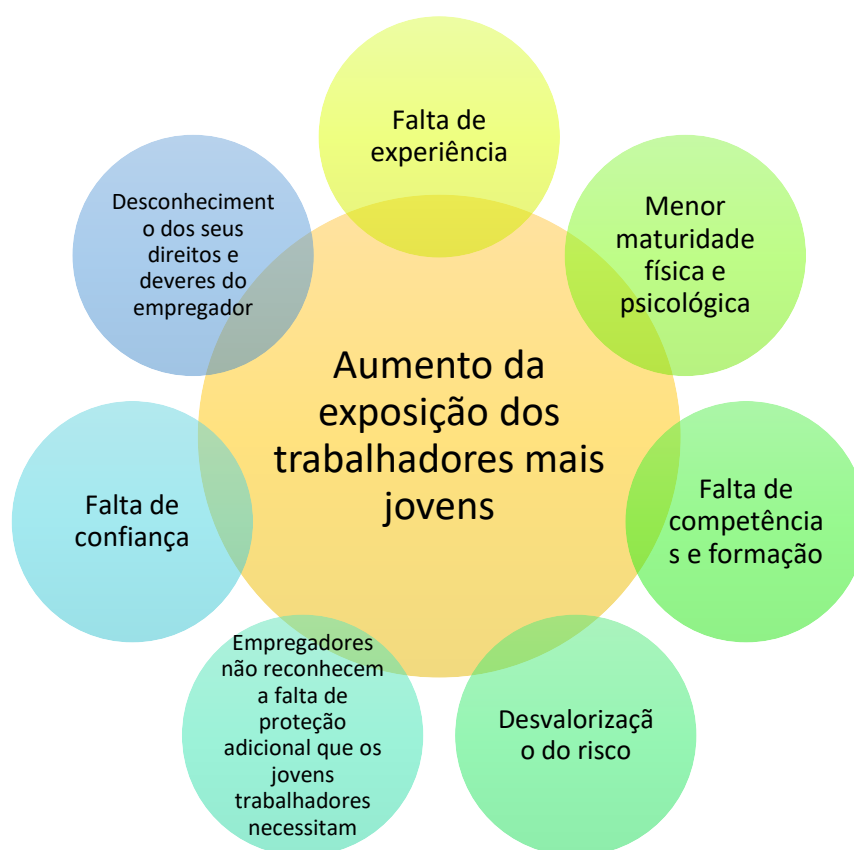 Falta de
experiência
Menor
maturidade
física e
psicológica
Falta de
competência
s e formação
Desvalorizaçã
o do risco
Empregadores
não reconhecem
a falta de
proteção
adicional que os
jovens
trabalhadores
necessitam
Falta de
confiança
Desconheciment
o dos seus
direitos e
deveres do
empregador
Aumento da
exposição dos
trabalhadores mais
jovens